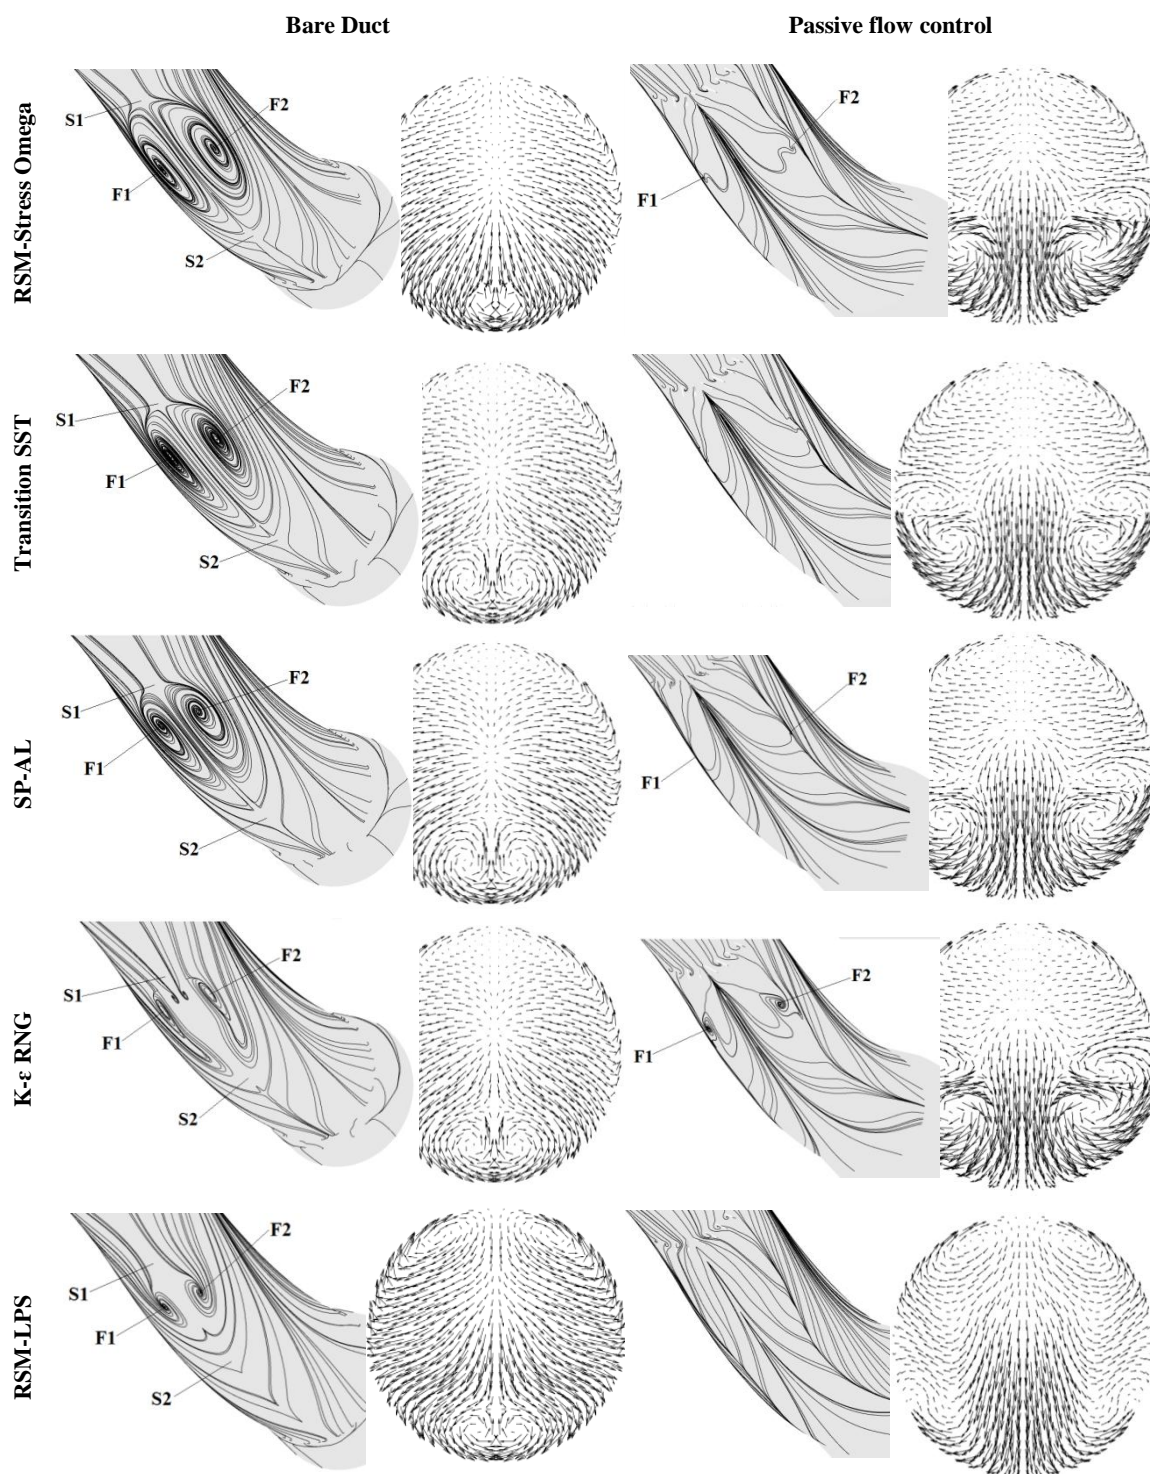 Bare Duct
Passive flow control
RSM-Stress Omega
S1
F2
F1
S2
F2
F1
Transition SST
S1
F2
F1
S2
SP-AL
S1
F2
F1
S2
F2
F1
K-ε RNG
S1
F2
F1
S2
F2
F1
RSM-LPS
S1
F2
F1
S2